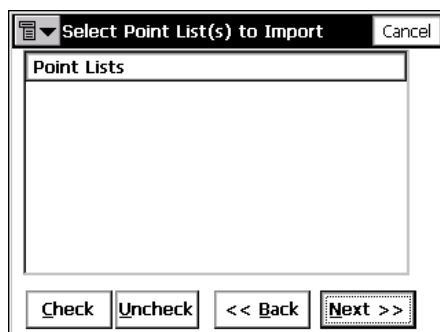 Select Point List(s) to Import Cancel
Point Lists
Check Uncheck << Back Next >>